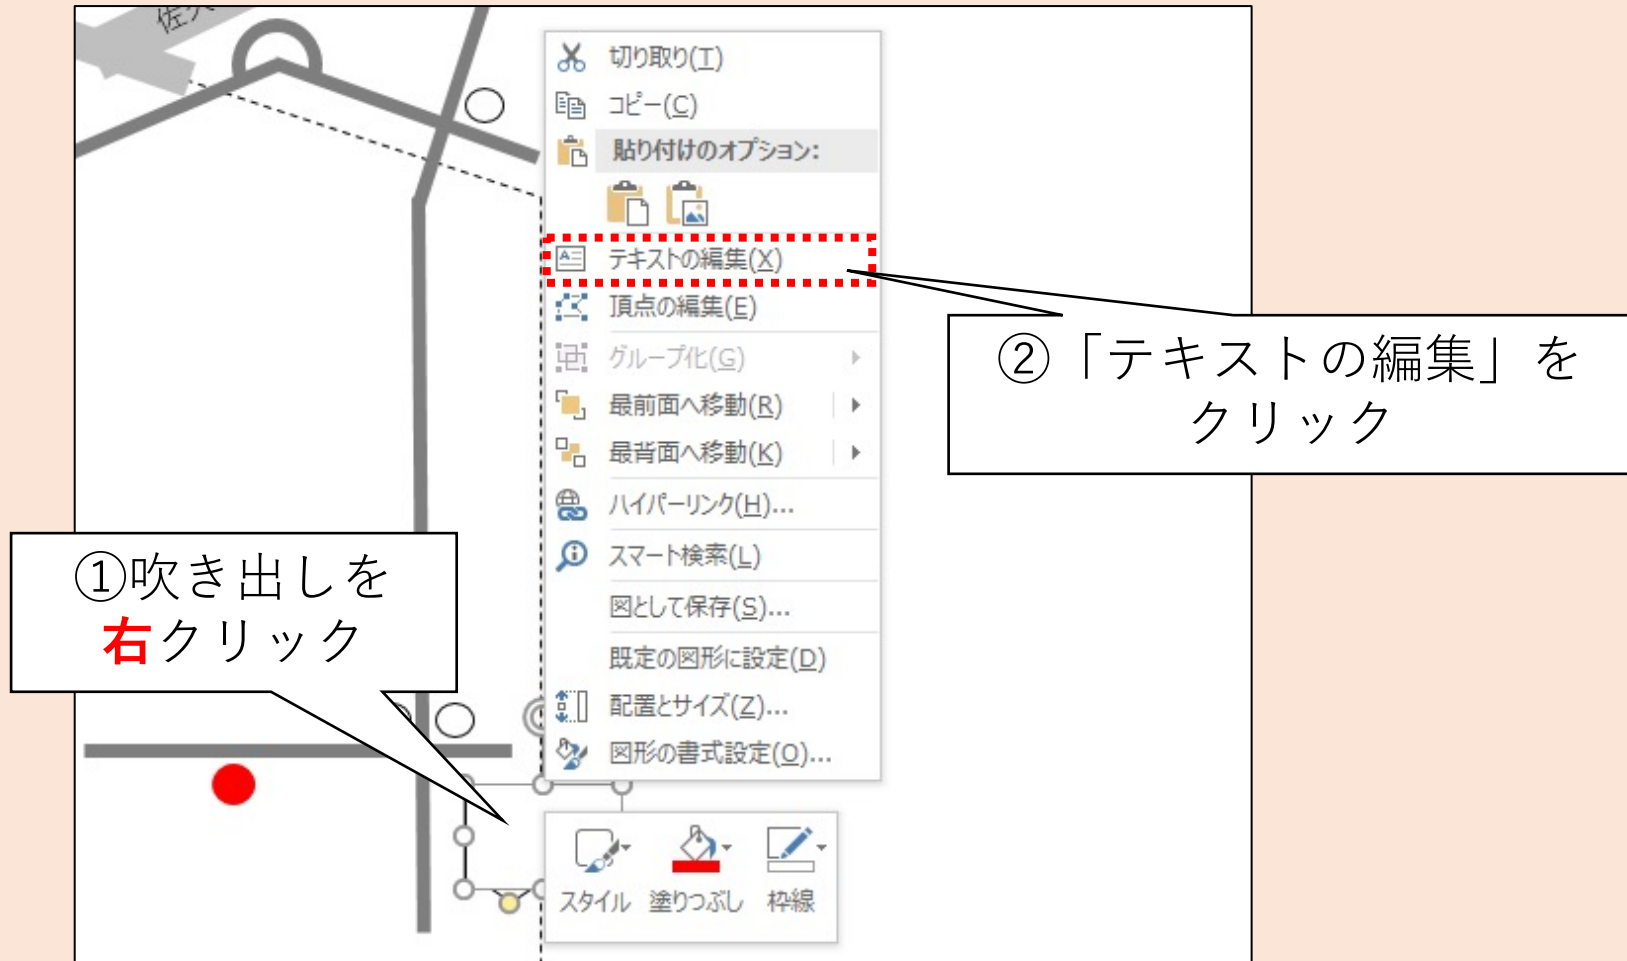 切り取り(T)
コピー(C)
貼り付けのオプション:
テキストの編集(X)
頂点の編集(E)
グループ化(G)
最前面へ移動(R)
最背面へ移動(K)
ハイパーリンク(H)...
スマート検索(L)
図として保存(S)...
既定の図形に設定(D)
配置とサイズ(Z)...
図形の書式設定(O)...
②「テキストの編集」を
クリック
①吹き出しを
右クリック
スタイル 塗りつぶし 枠線